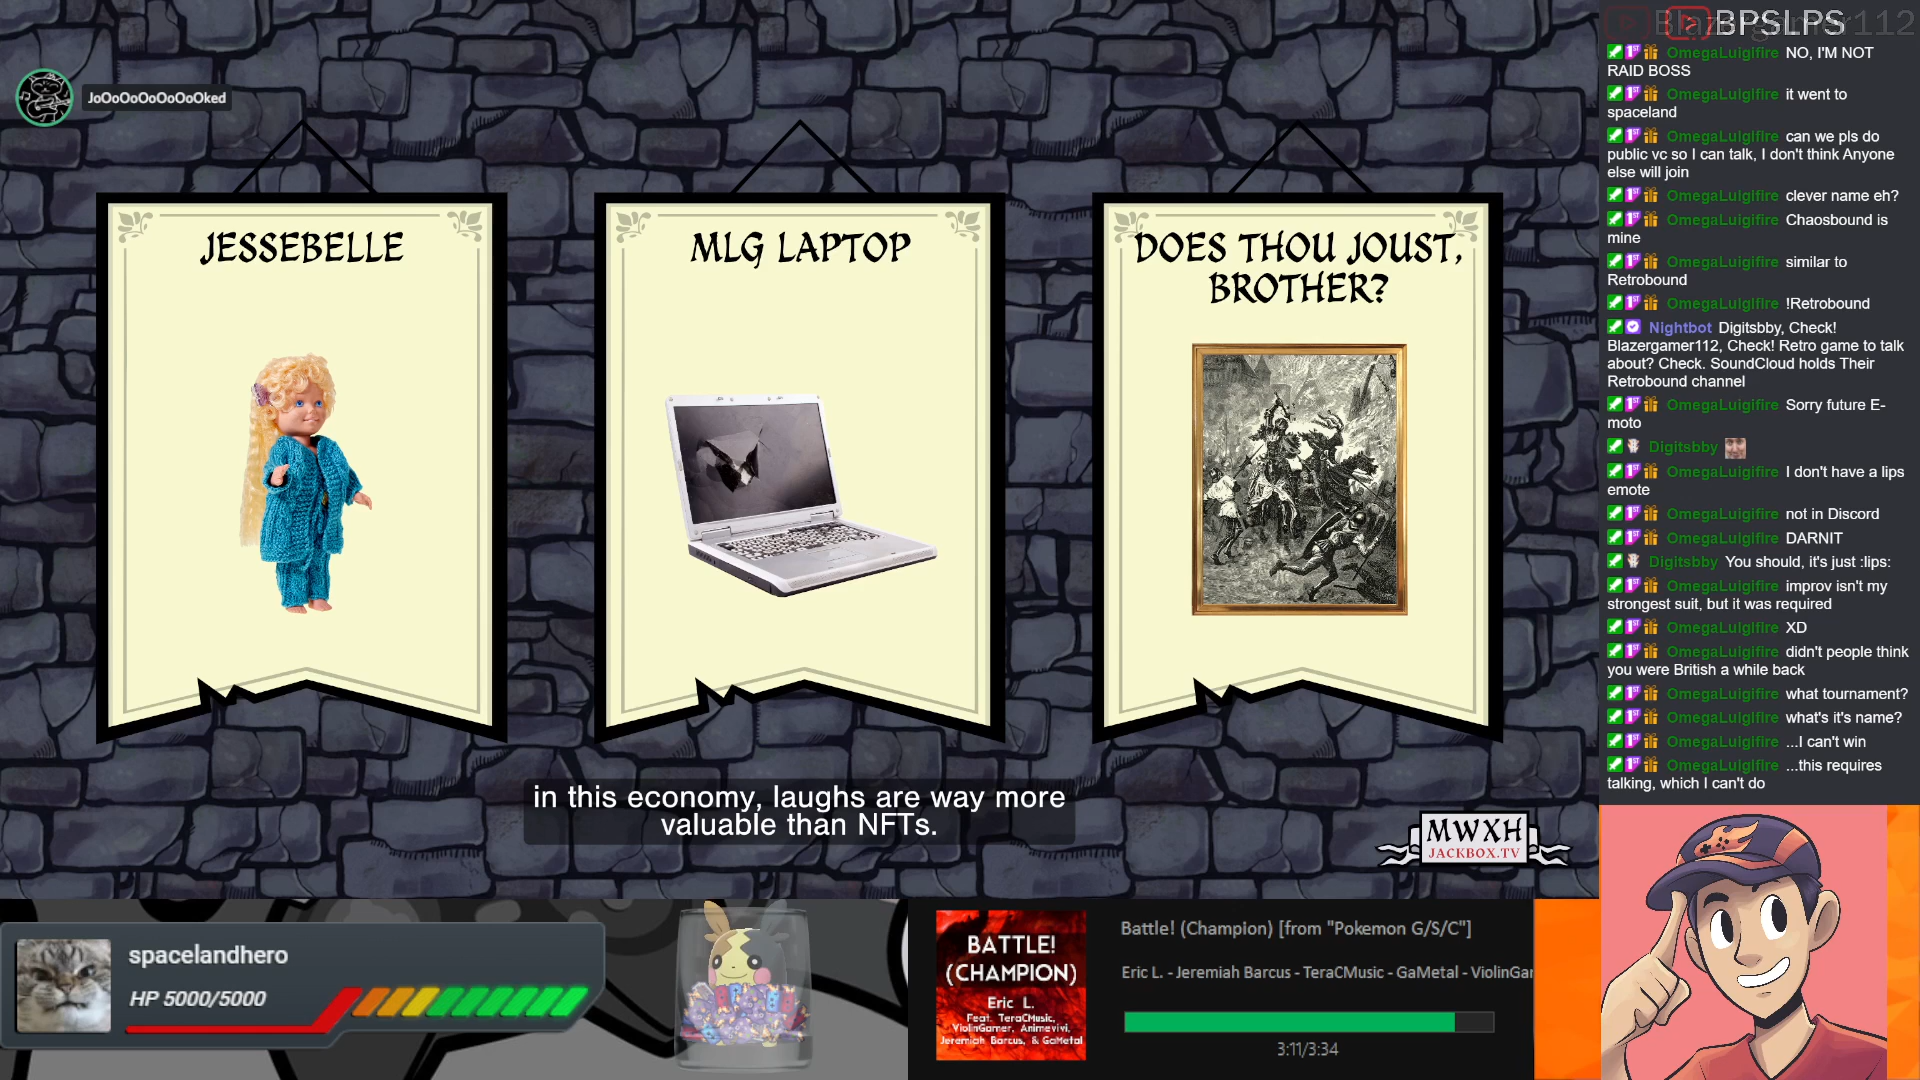 JoOoOoOoOoOoOked
JESSEBELLE
MLG LAPTOP
DOES THOU JOUST,
BROTHER?
in this economy, laughs are way more
valuable than NFTs.
MWXH
JACKBOX.TV
BPSLPS
OmegaLuigifire NO, I'M NOT
RAID BOSS
OmegaLuigifire it went to
spaceland
OmegaLuigifire can we pls do
public vc so I can talk, I don't think Anyone
else will join
OmegaLuigifire clever name eh?
OmegaLuigifire Chaosbound is
mine
OmegaLuigifire similar to
Retrobound
OmegaLuigifire !Retrobound
Nightbot Digitsbby, Check!
Blazergamer112, Check! Retro game to talk
about? Check. SoundCloud holds Their
Retrobound channel
OmegaLuigifire Sorry future E-
moto
Digitsbby
OmegaLuigifire I don't have a lips
emote
OmegaLuigifire not in Discord
OmegaLuigifire DARNIT
Digitsbby You should, it's just :lips:
OmegaLuigifire improv isn't my
strongest suit, but it was required
OmegaLuigifire XD
OmegaLuigifire didn't people think
you were British a while back
OmegaLuigifire what tournament?
OmegaLuigifire what's it's name?
OmegaLuigifire ...I can't win
OmegaLuigifire ...this requires
talking, which I can't do
spacelandhero
HP 5000/5000
BATTLE!
(CHAMPION)
Eric L.
Feat. TeraCMusic,
ViolinGamer, Animevivi,
Jeremiah Barcus, & GaMetal
Battle! (Champion) [from "Pokemon G/S/C"]
Eric L. - Jeremiah Barcus - TeraCMusic - GaMetal - ViolinGar
3:11/3:34